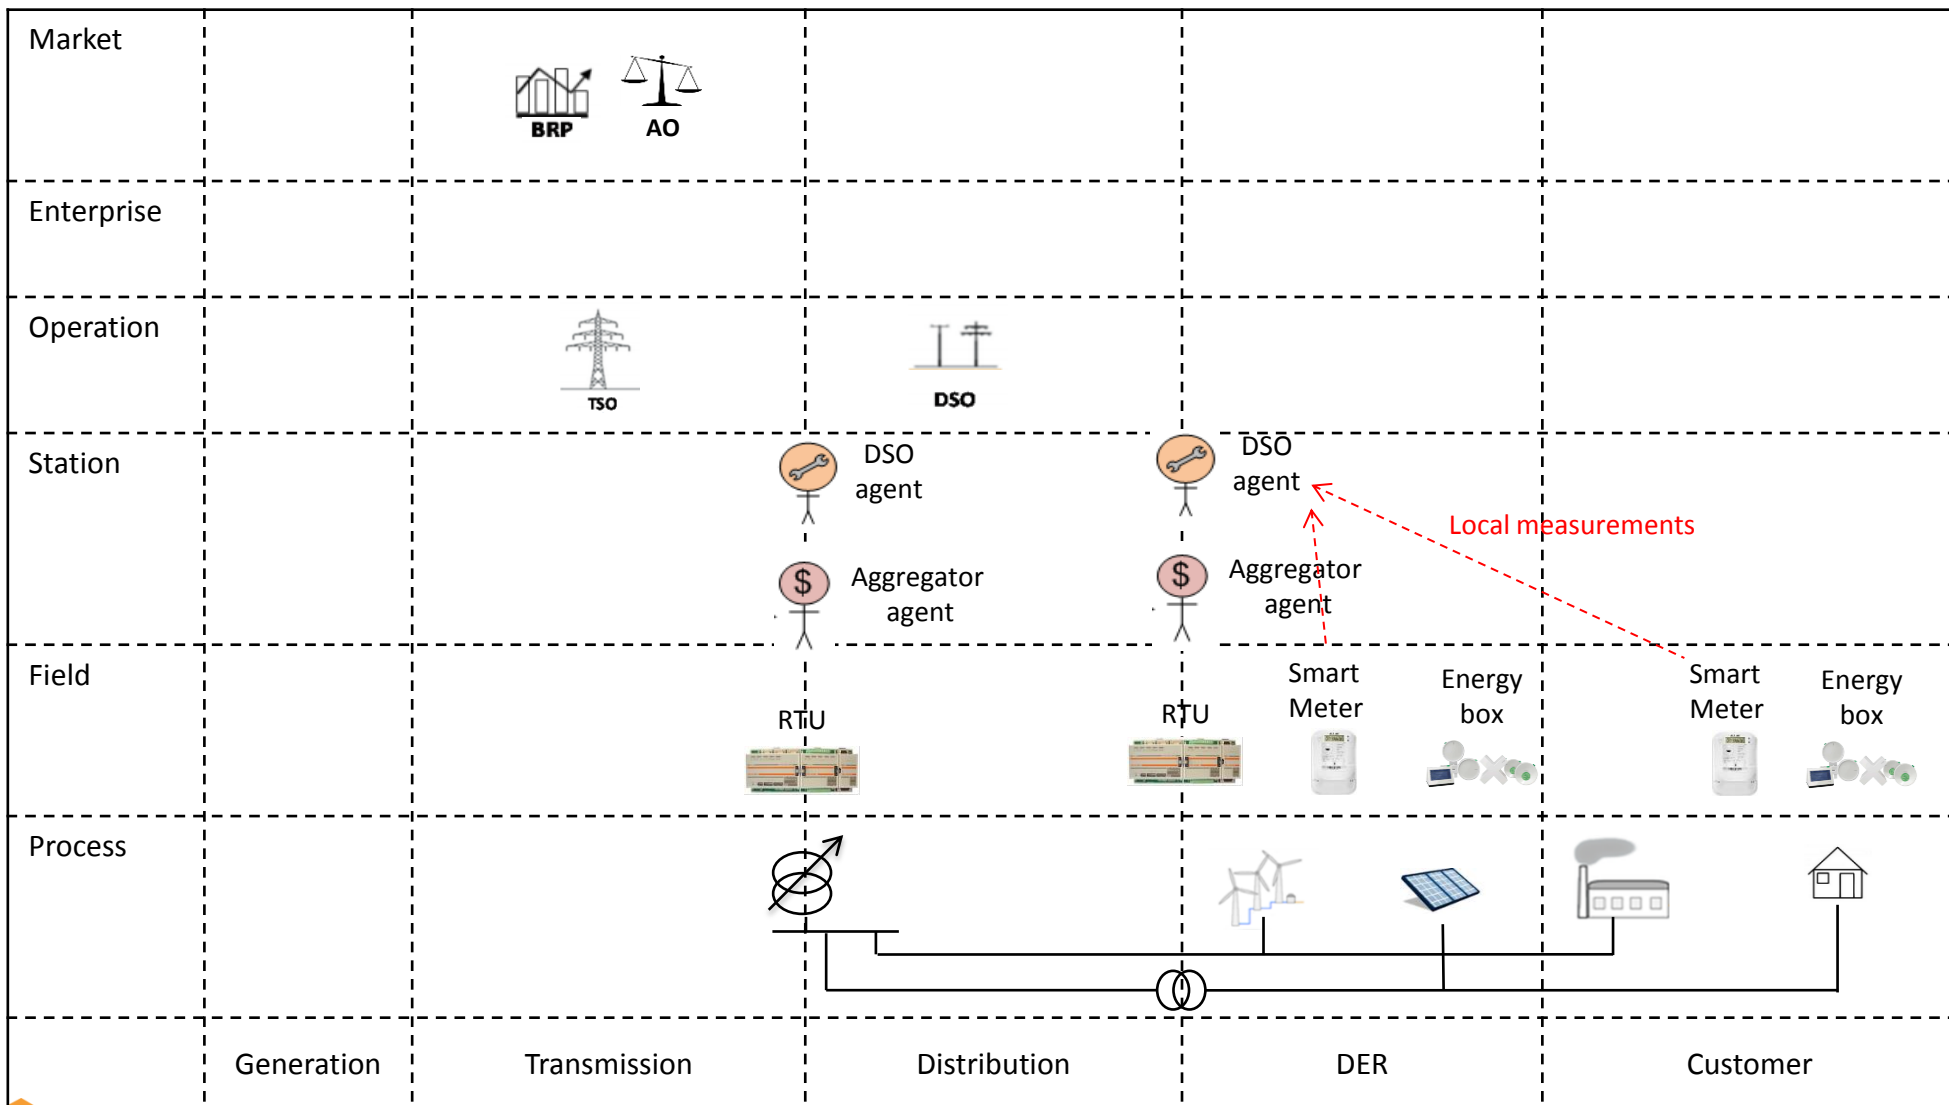 Market
BRP
AO
Enterprise
Operation
TSO
DSO
Station
DSO
agent
DSO
agent
Local measurements
$
Aggregator
agent
$
Aggregator
agent
Field
RTU
RTU
Smart
Meter
Energy
box
Smart
Meter
Energy
box
Process
Generation
Transmission
Distribution
DER
Customer